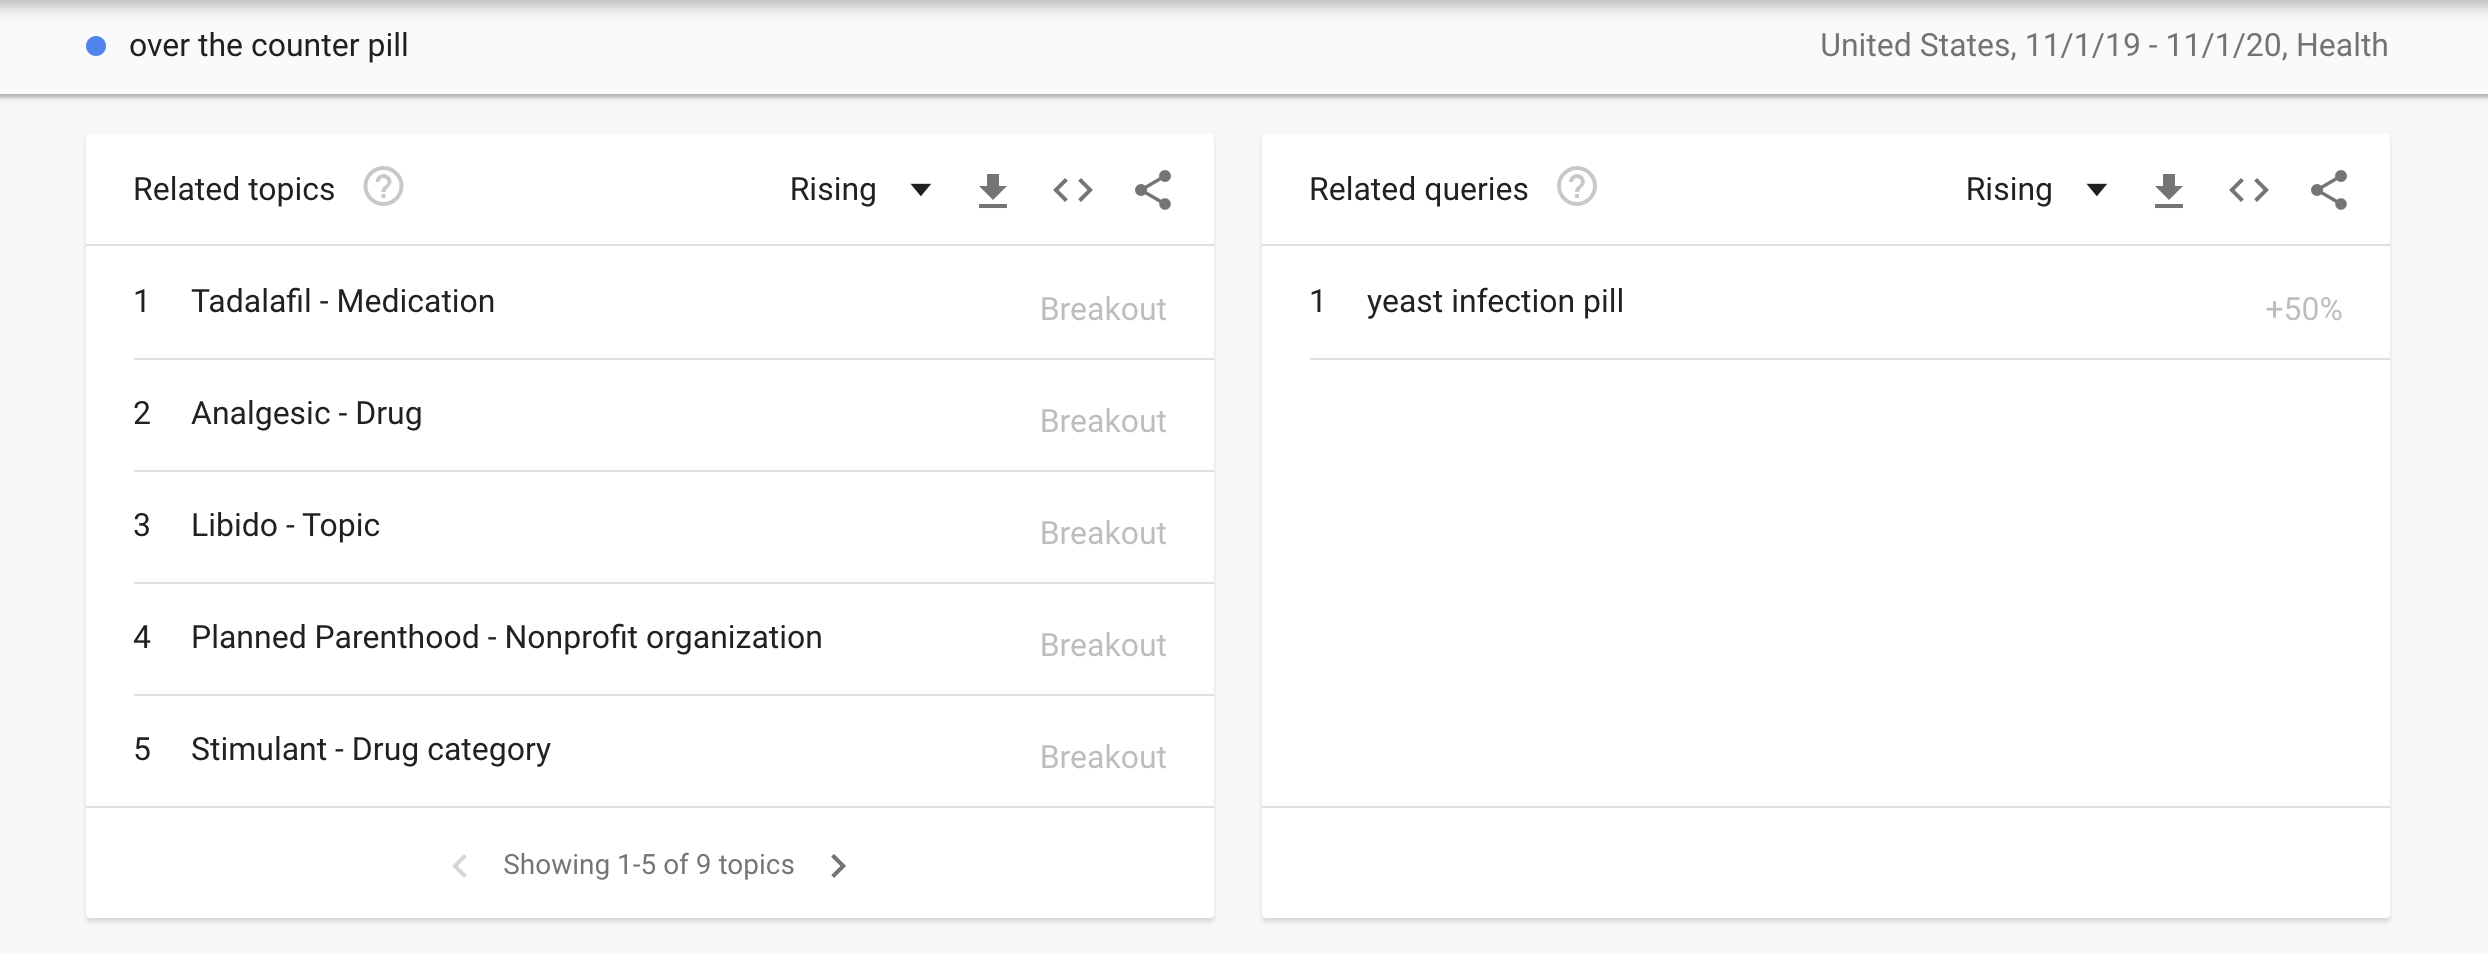 over the counter pill
United States, 11/1/19 - 11/1/20, Health
Related topics
Rising
1 Tadalafil - Medication Breakout
2 Analgesic - Drug Breakout
3 Libido - Topic Breakout
4 Planned Parenthood - Nonprofit organization Breakout
5 Stimulant - Drug category Breakout
Showing 1-5 of 9 topics
Related queries
Rising
1 yeast infection pill +50%